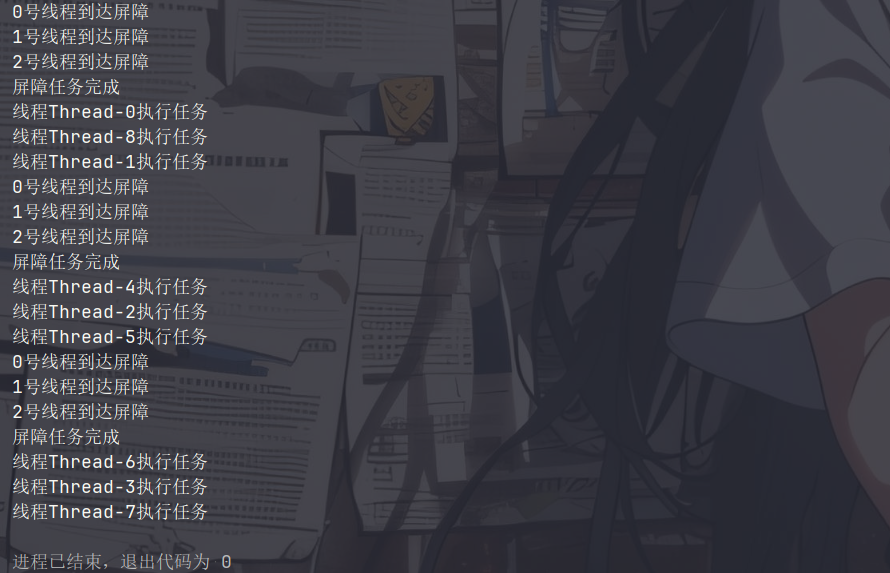 0号线程到达屏障
1号线程到达屏障
2号线程到达屏障
屏障任务完成
线程Thread-0执行任务
线程Thread-8执行任务
线程Thread-1执行任务
0号线程到达屏障
1号线程到达屏障
2号线程到达屏障
屏障任务完成
线程Thread-4执行任务
线程Thread-2执行任务
线程Thread-5执行任务
0号线程到达屏障
1号线程到达屏障
2号线程到达屏障
屏障任务完成
线程Thread-6执行任务
线程Thread-3执行任务
线程Thread-7执行任务
进程已结束，退出代码为 0